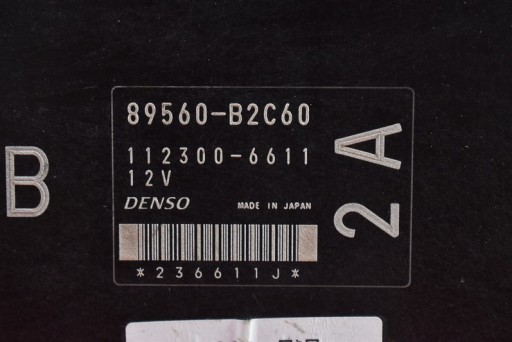 89560-B2C60
112300-6611
12V
DENSO MADE IN JAPAN
*236611J*
B
2A